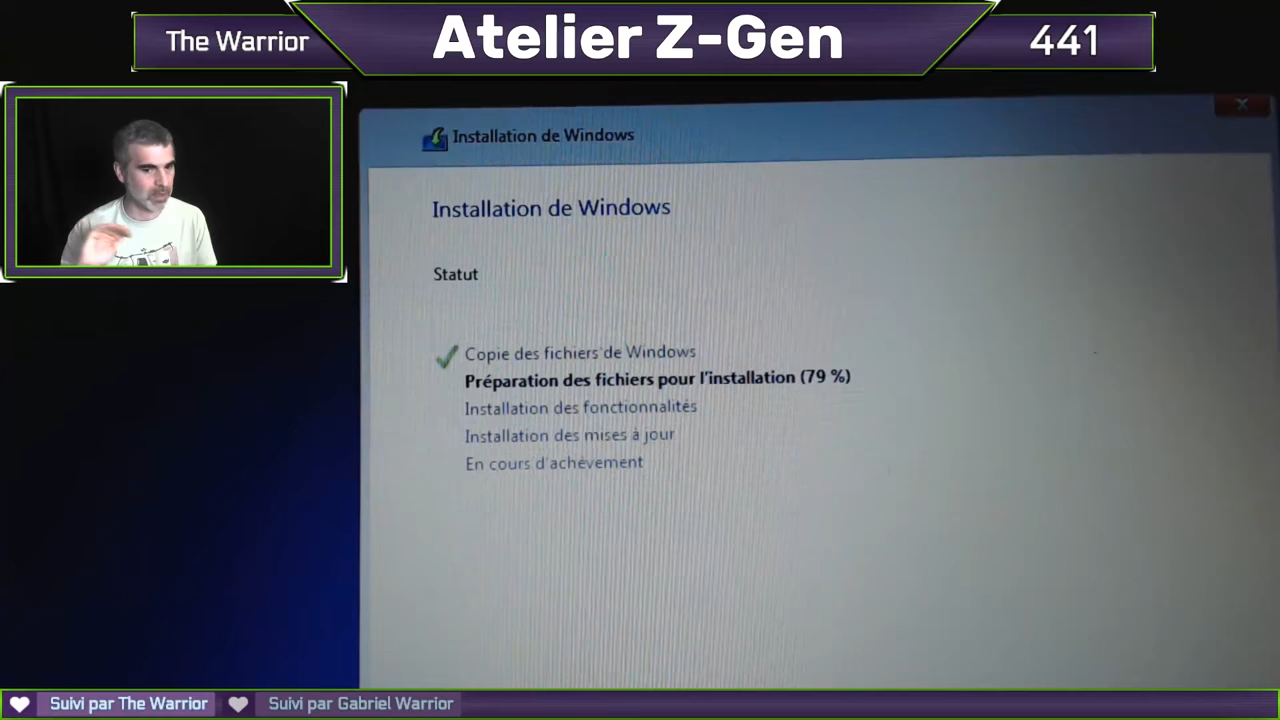 The Warrior
Atelier Z-Gen
441
Installation de Windows
Installation de Windows
Statut
Copie des fichiers de Windows
Préparation des fichiers pour l'installation (79 %)
Installation des fonctionnalités
Installation des mises à jour
En cours d'achèvement
Suivi par The Warrior
Suivi par Gabriel Warrior